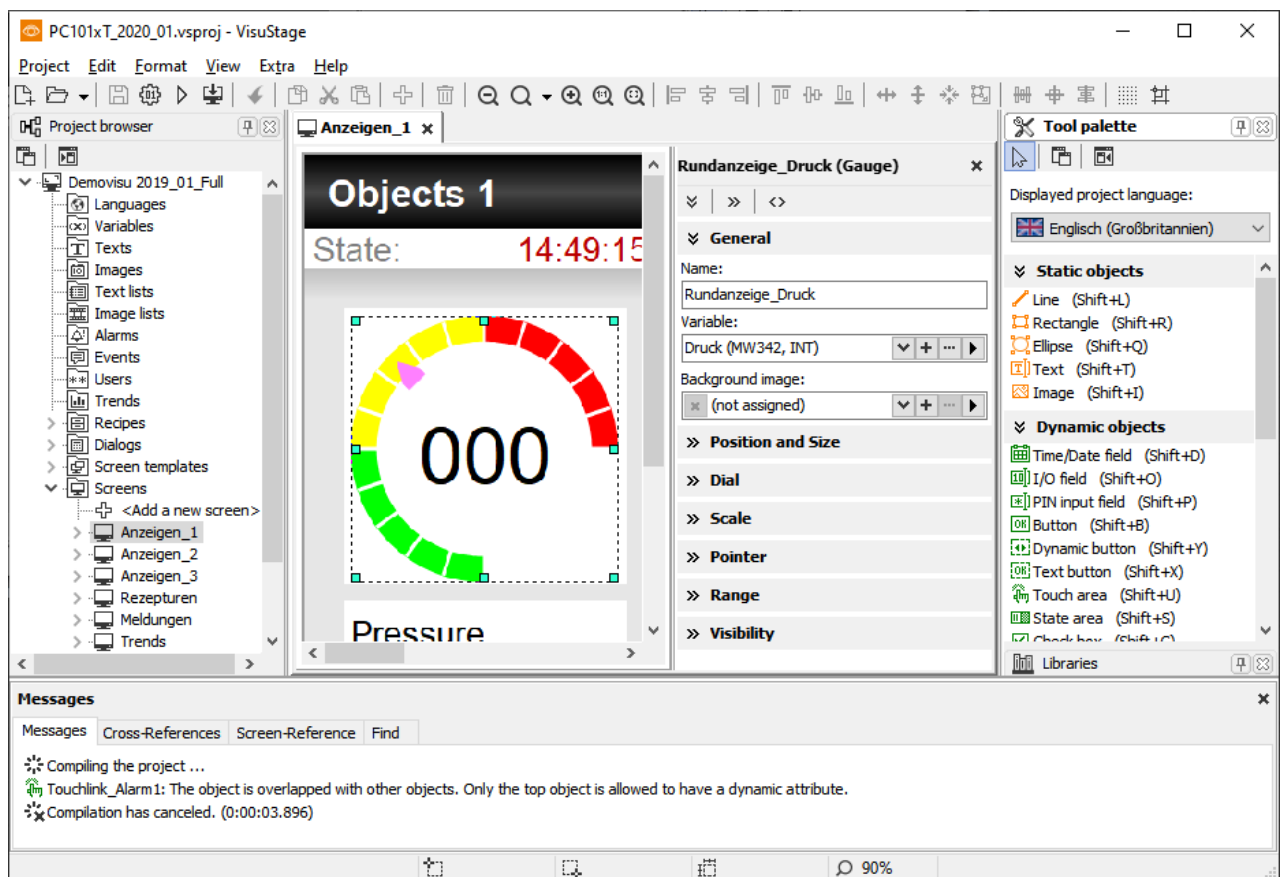 PC101xT_2020_01.vsproj - VisuStage
Project Edit Format View Extra Help
Project browser
Demovisu 2019_01_Full
Languages
Variables
Texts
Images
Text lists
Image lists
Alarms
Events
Users
Trends
Recipes
Dialogs
Screen templates
Screens
<Add a new screen>
Anzeigen_1
Anzeigen_2
Anzeigen_3
Rezepturen
Meldungen
Trends
Anzeigen_1
Objects 1
State: 14:49:15
000
Pressure
Rundanzeige_Druck (Gauge)
General
Name:
Rundanzeige_Druck
Variable:
Druck (MW342, INT)
Background image:
(not assigned)
Position and Size
Dial
Scale
Pointer
Range
Visibility
Tool palette
Displayed project language:
Englisch (Großbritannien)
Static objects
Line (Shift+L)
Rectangle (Shift+R)
Ellipse (Shift+Q)
Text (Shift+T)
Image (Shift+I)
Dynamic objects
Time/Date field (Shift+D)
I/O field (Shift+O)
PIN input field (Shift+P)
Button (Shift+B)
Dynamic button (Shift+Y)
Text button (Shift+X)
Touch area (Shift+U)
State area (Shift+S)
Check box (Shift+C)
Libraries
Messages
Messages Cross-References Screen-Reference Find
Compiling the project ...
Touchlink_Alarm1: The object is overlapped with other objects. Only the top object is allowed to have a dynamic attribute.
Compilation has canceled. (0:00:03.896)
90%